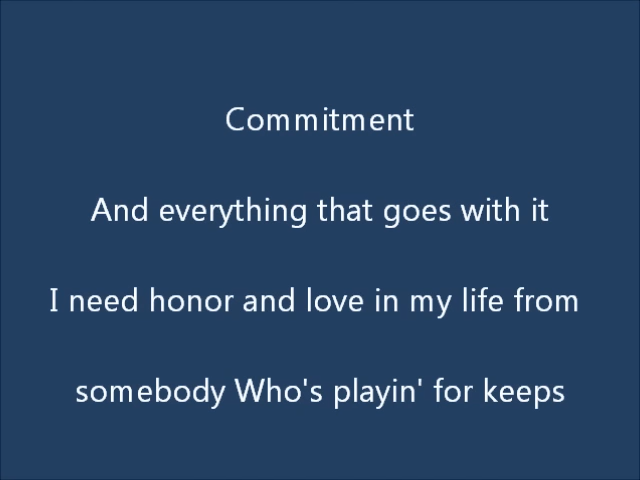 Commitment
And everything that goes with it
I need honor and love in my life from
somebody Who's playin' for keeps